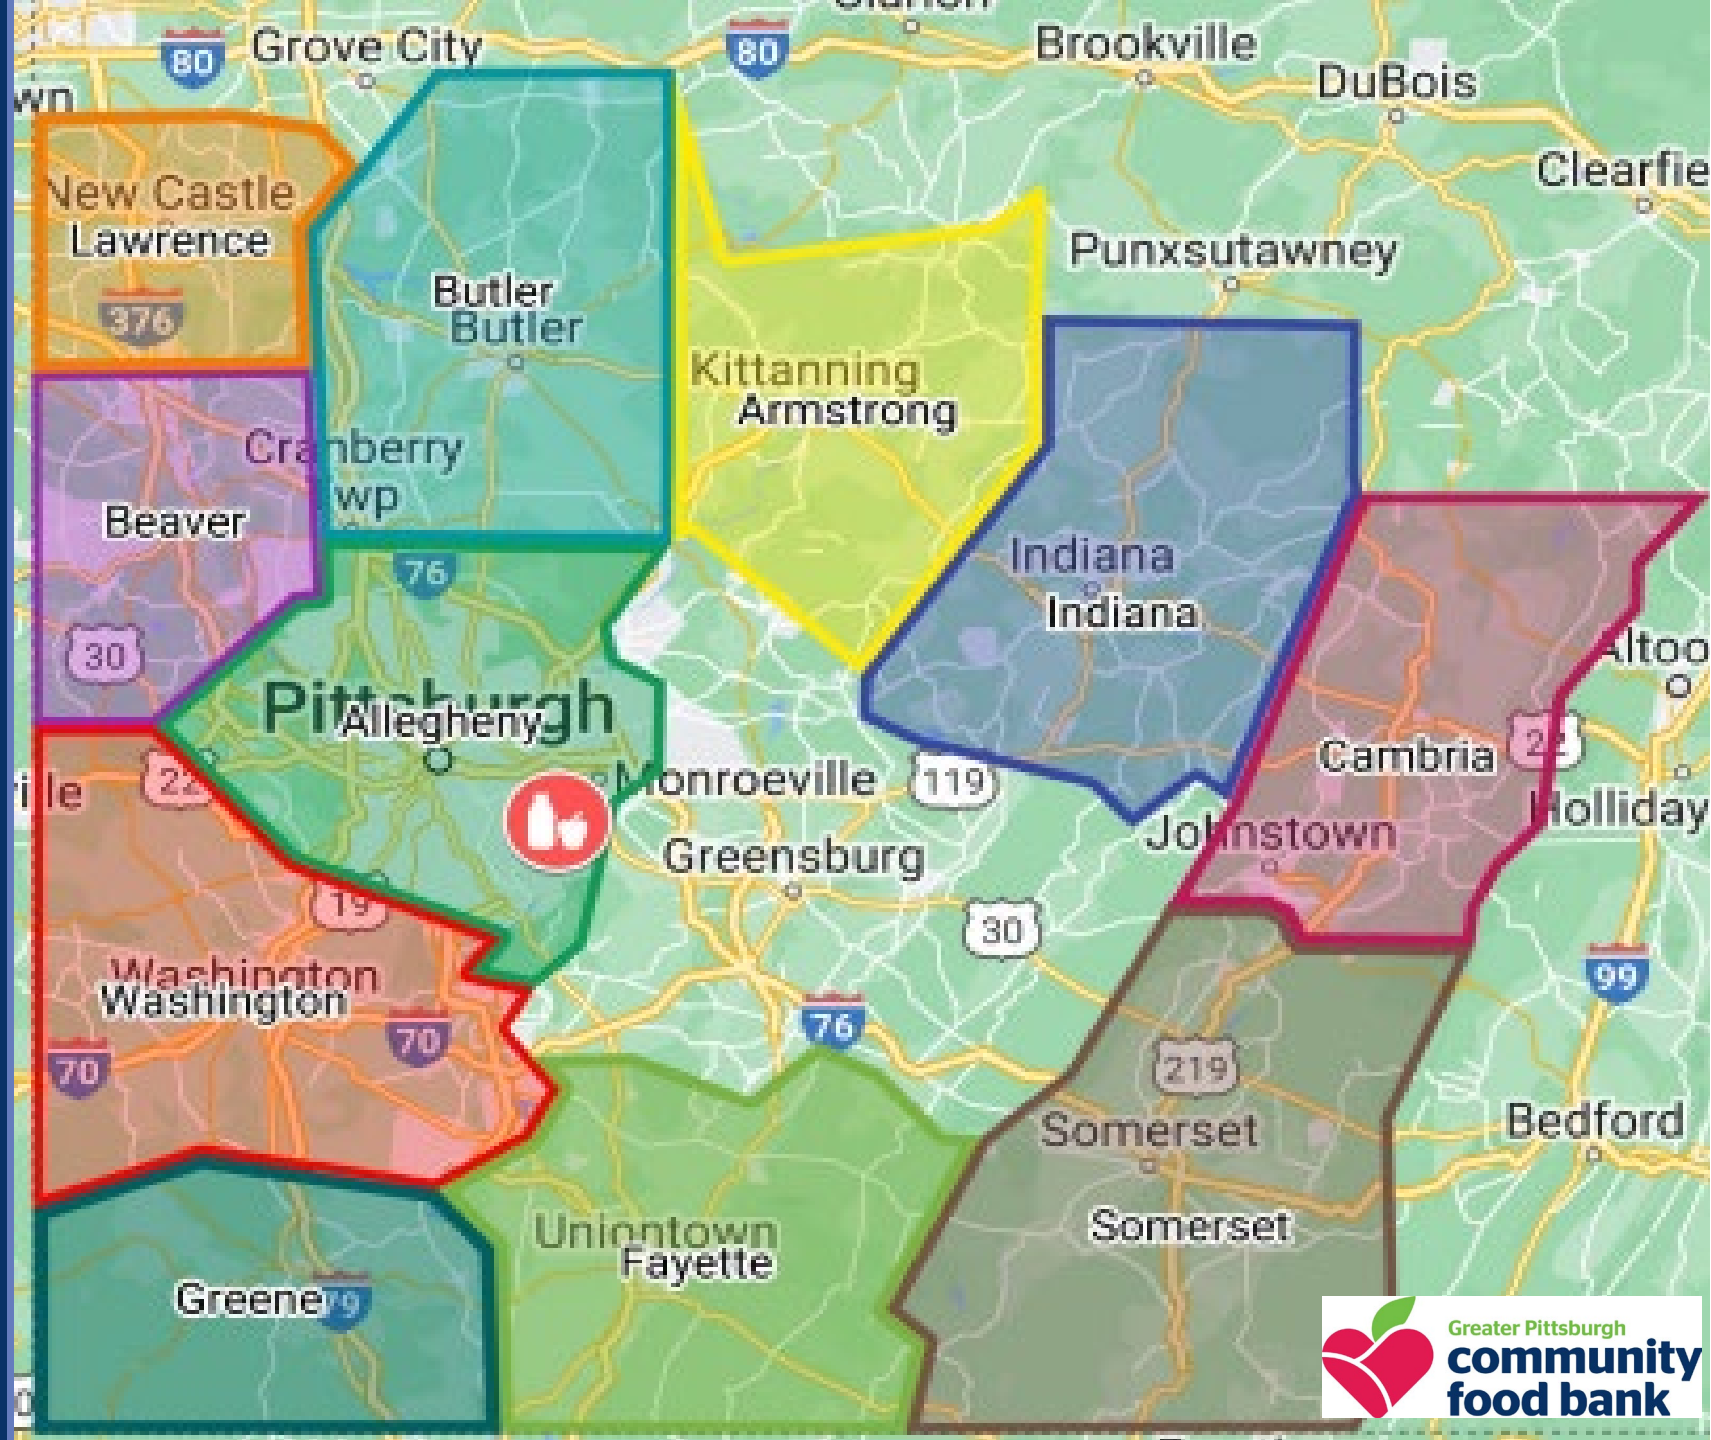 80
Grove City
80
Brookville
DuBois
Clearfie
wn
New Castle
Lawrence
376
Butler
Butler
Punxsutawney
Kittanning
Armstrong
Cranberry
Twp
Beaver
76
Indiana
Indiana
30
Pittsburgh
Allegheny
Altoo
22
Monroeville
119
Cambria
22
Holliday
Johnstown
Greensburg
19
30
99
Washington
Washington
76
70
70
219
Somerset
Bedford
Uniontown
Fayette
Somerset
Greene
79
Greater Pittsburgh
community
food bank